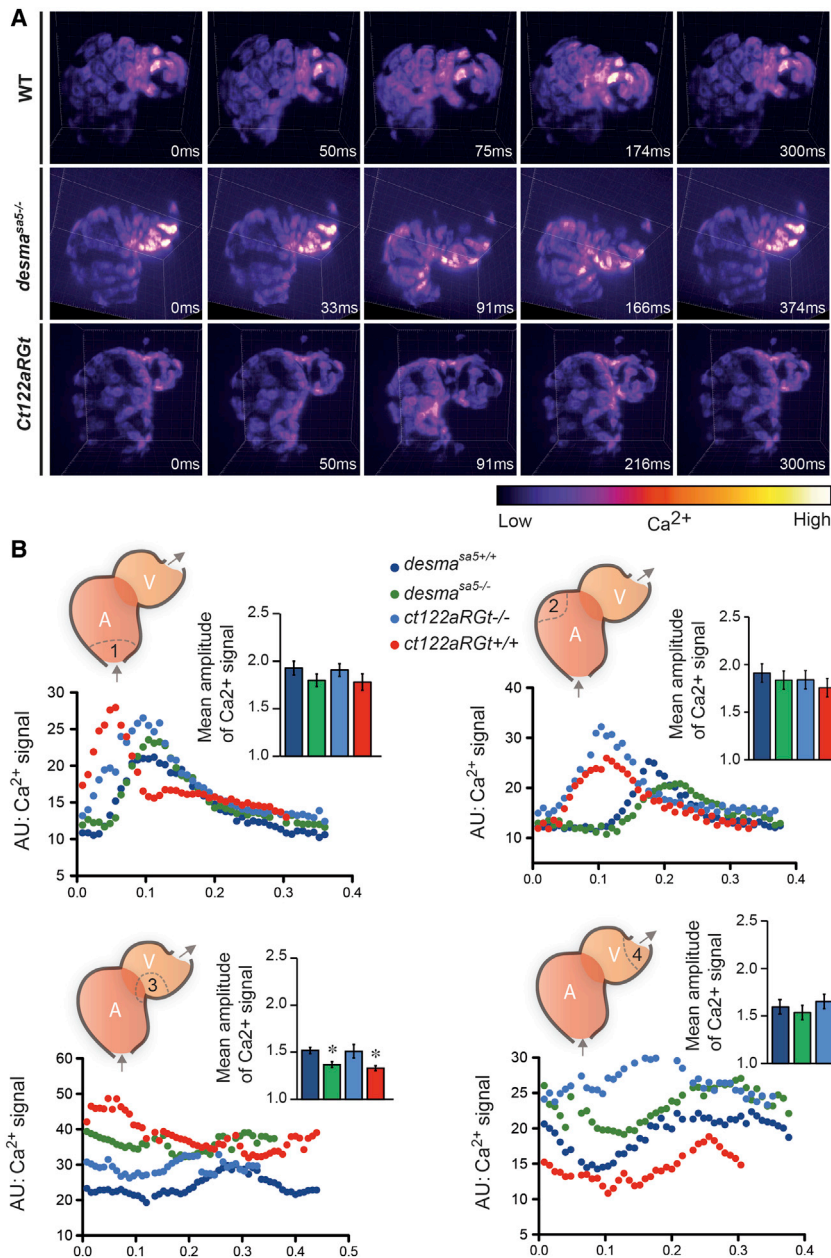 A
WT
0ms
50ms
75ms
174ms
300ms
desma sa5-/-
0ms
33ms
91ms
166ms
374ms
Ct122aRGt
0ms
50ms
91ms
216ms
300ms
Low
Ca2+
High
B
A
V
1
desma sa5+/+
desma sa5-/-
ct122aRGt-/-
ct122aRGt+/+
Mean amplitude
of Ca2+ signal
2.5
2.0
1.5
1.0
AU: Ca2+ signal
30
25
20
15
10
5
0.0
0.1
0.2
0.3
0.4
2
A
V
Mean amplitude
of Ca2+ signal
2.5
2.0
1.5
1.0
AU: Ca2+ signal
40
30
20
10
0.0
0.1
0.2
0.3
0.4
V
3
A
Mean amplitude
of Ca2+ signal
2.5
2.0
1.5
1.0
* *
AU: Ca2+ signal
60
50
40
30
20
10
0.0
0.1
0.2
0.3
0.4
0.5
V
4
A
Mean amplitude
of Ca2+ signal
2.5
2.0
1.5
1.0
AU: Ca2+ signal
30
25
20
15
10
5
0.0
0.1
0.2
0.3
0.4